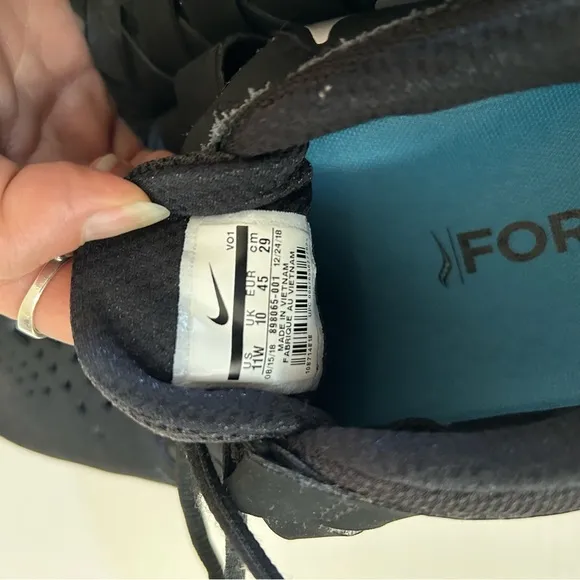 VO1
US UK EUR cm
11W 10 45 29
08/15/18 898065-001 12/24/18
MADE IN VIETNAM
FABRIQUE AU VIETNAM
FOR